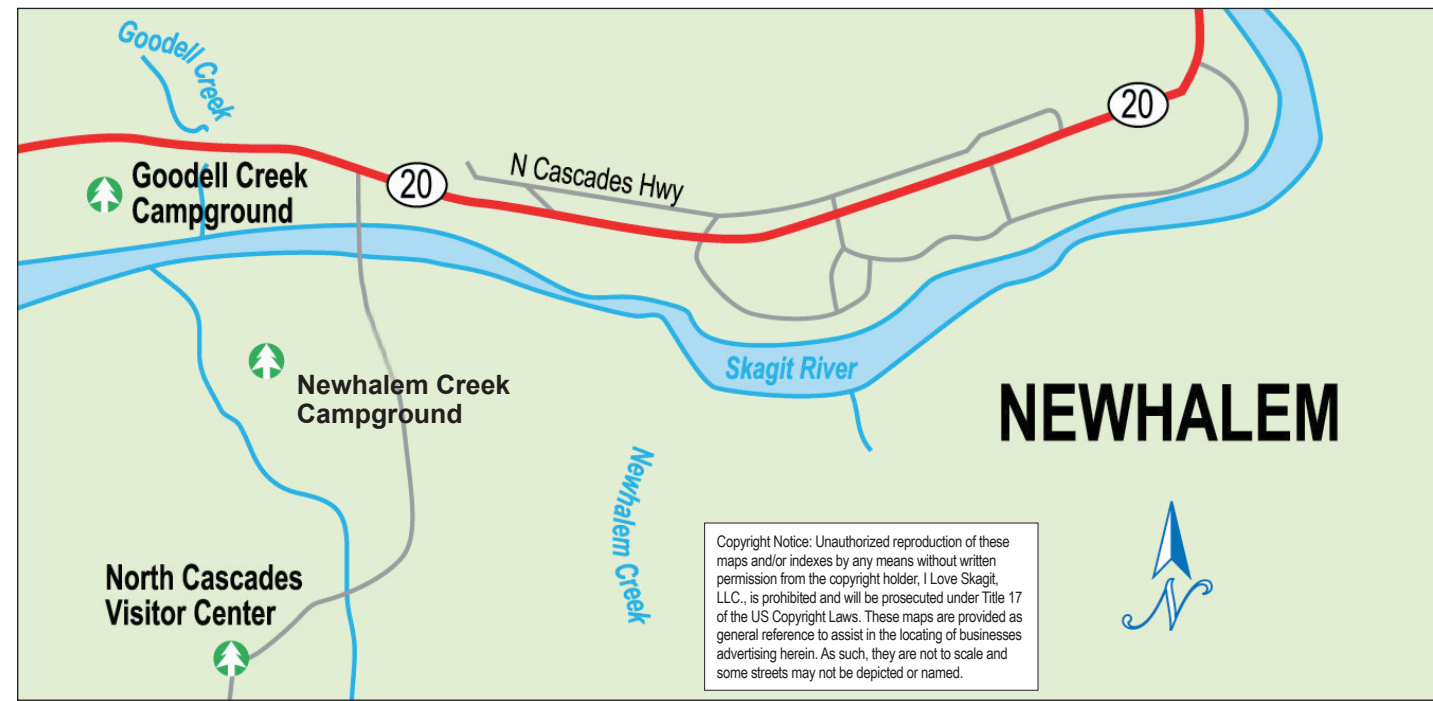 Goodell Creek
20
Goodell Creek
Campground
20
N Cascades Hwy
Skagit River
Newhalem Creek
Campground
NEWHALEM
Newhalem Creek
Copyright Notice: Unauthorized reproduction of these
maps and/or indexes by any means without written
permission from the copyright holder, I Love Skagit,
LLC., is prohibited and will be prosecuted under Title 17
of the US Copyright Laws. These maps are provided as
general reference to assist in the locating of businesses
advertising herein. As such, they are not to scale and
some streets may not be depicted or named.
North Cascades
Visitor Center
N